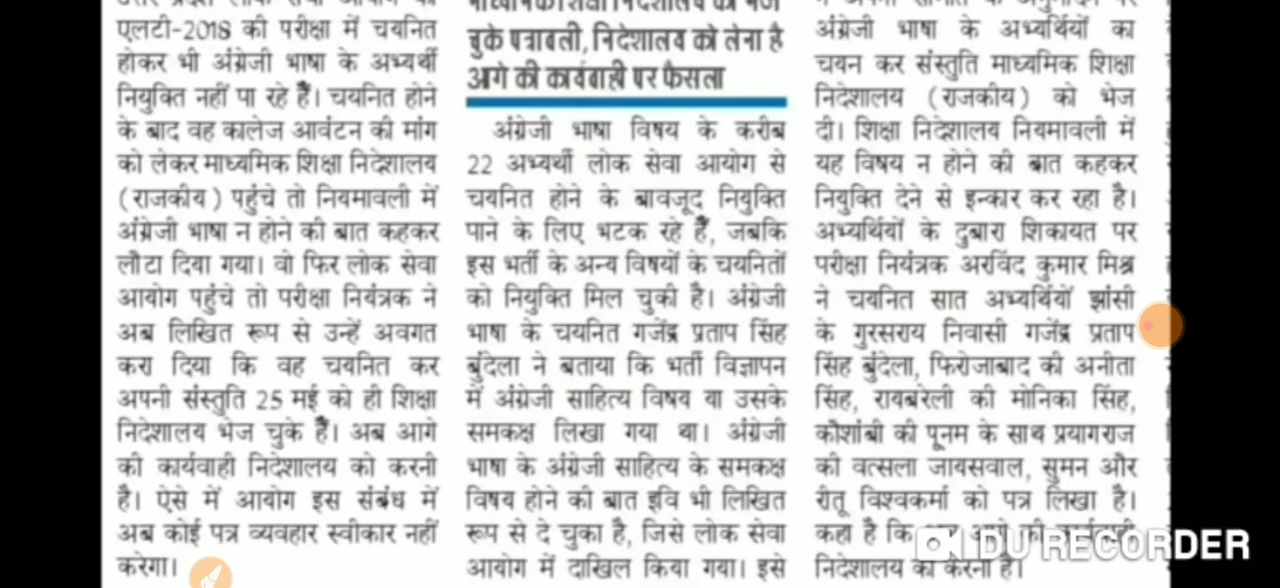 एलटी-2018 की परीक्षा में चयनित
होकर भी अंग्रेजी भाषा के अभ्यर्थी
नियुक्ति नहीं पा रहे हैं। चयनित होने
के बाद वह कालेज आवंटन की मांग
को लेकर माध्यमिक शिक्षा निदेशालय
(राजकीय) पहुंचे तो नियमावली में
अंग्रेजी भाषा न होने की बात कहकर
लौटा दिया गया। वो फिर लोक सेवा
आयोग पहुंचे तो परीक्षा नियंत्रक ने
अब लिखित रूप से उन्हें अवगत
करा दिया कि वह चयनित कर
अपनी संस्तुति 25 मई को ही शिक्षा
निदेशालय भेज चुके हैं। अब आगे
की कार्यवाही निदेशालय को करनी
है। ऐसे में आयोग इस संबंध में
अब कोई पत्र व्यवहार स्वीकार नहीं
करेगा।
माध्यमिक शिक्षा निदेशालय को भेज
चुके पत्रावली, निदेशालय को लेना है
आगे की कार्यवाही पर फैसला
अंग्रेजी भाषा विषय के करीब
22 अभ्यर्थी लोक सेवा आयोग से
चयनित होने के बावजूद नियुक्ति
पाने के लिए भटक रहे हैं, जबकि
इस भर्ती के अन्य विषयों के चयनितों
को नियुक्ति मिल चुकी है। अंग्रेजी
भाषा के चयनित गजेंद्र प्रताप सिंह
बुंदेला ने बताया कि भर्ती विज्ञापन
में अंग्रेजी साहित्य विषय या उसके
समकक्ष लिखा गया था। अंग्रेजी
भाषा के अंग्रेजी साहित्य के समकक्ष
विषय होने की बात इवि भी लिखित
रूप से दे चुका है, जिसे लोक सेवा
आयोग में दाखिल किया गया। इसे
अंग्रेजी भाषा के अभ्यर्थियों का
चयन कर संस्तुति माध्यमिक शिक्षा
निदेशालय (राजकीय) को भेज
दी। शिक्षा निदेशालय नियमावली में
यह विषय न होने की बात कहकर
नियुक्ति देने से इन्कार कर रहा है।
अभ्यर्थियों के दुबारा शिकायत पर
परीक्षा नियंत्रक अरविंद कुमार मिश्र
ने चयनित सात अभ्यर्थियों झांसी
के गुरसराय निवासी गजेंद्र प्रताप
सिंह बुंदेला, फिरोजाबाद की अनीता
सिंह, रायबरेली की मोनिका सिंह,
कौशांबी की पूनम के साथ प्रयागराज
की वत्सला जायसवाल, सुमन और
रीतू विश्वकर्मा को पत्र लिखा है।
कहा है कि आगे की कार्यवाही
निदेशालय को करना है।
DU RECORDER